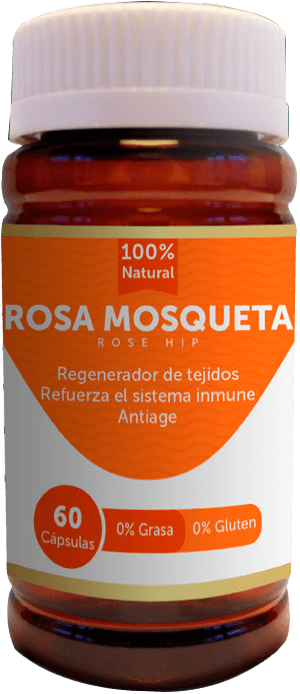 100%
Natural
ROSA MOSQUETA
ROSE HIP
Regenerador de tejidos
Refuerza el sistema inmune
Antiage
60
Cápsulas
0% Grasa
0% Gluten